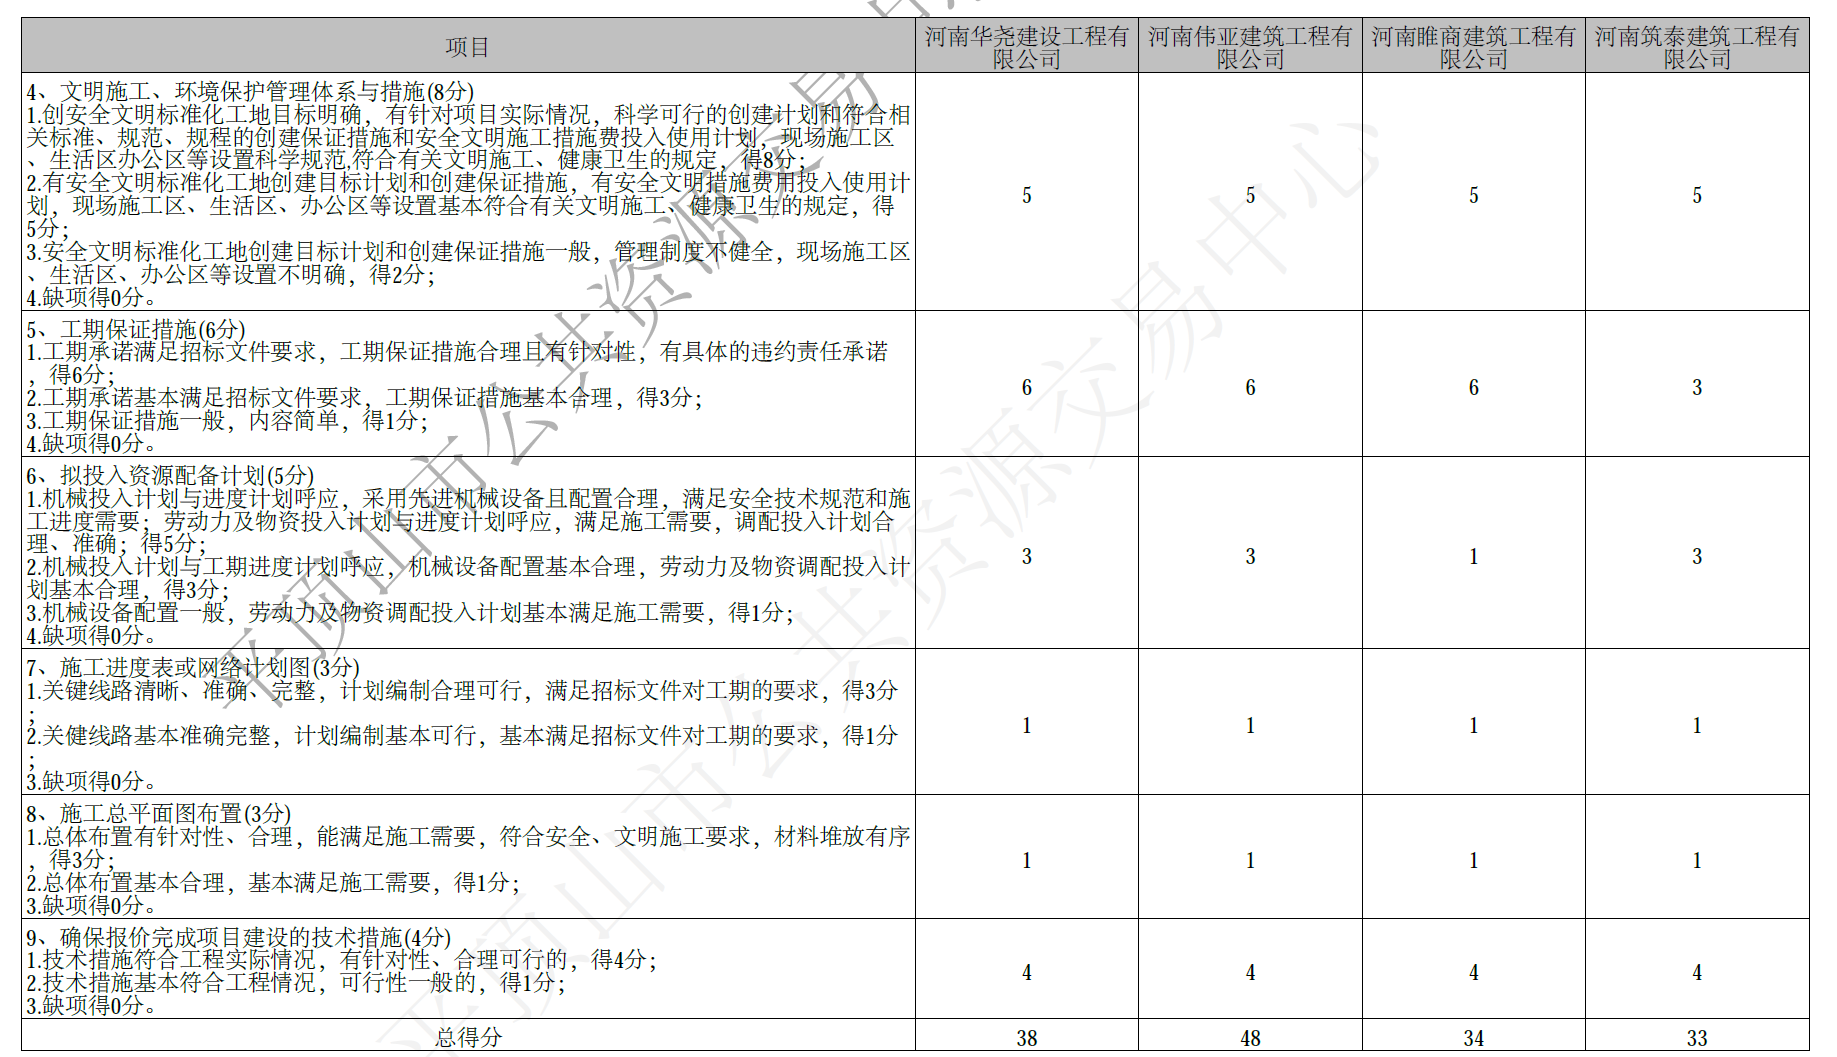 项目
河南华尧建设工程有
限公司
河南伟亚建筑工程有
限公司
河南睢商建筑工程有
限公司
河南筑泰建筑工程有
限公司
4、文明施工、环境保护管理体系与措施(8分)
1.创安全文明标准化工地目标明确，有针对项目实际情况，科学可行的创建计划和符合相
关标准、规范、规程的创建保证措施和安全文明施工措施费投入使用计划，现场施工区
、生活区办公区等设置科学规范,符合有关文明施工、健康卫生的规定，得8分；
2.有安全文明标准化工地创建目标计划和创建保证措施，有安全文明措施费用投入使用计
划，现场施工区、生活区、办公区等设置基本符合有关文明施工、健康卫生的规定，得
5分；
3.安全文明标准化工地创建目标计划和创建保证措施一般，管理制度不健全，现场施工区
、生活区、办公区等设置不明确，得2分；
4.缺项得0分。
5
5
5
5
5、工期保证措施(6分)
1.工期承诺满足招标文件要求，工期保证措施合理且有针对性，有具体的违约责任承诺
，得6分；
2.工期承诺基本满足招标文件要求，工期保证措施基本合理，得3分；
3.工期保证措施一般，内容简单，得1分；
4.缺项得0分。
6
6
6
3
6、拟投入资源配备计划(5分)
1.机械投入计划与进度计划呼应，采用先进机械设备且配置合理，满足安全技术规范和施
工进度需要；劳动力及物资投入计划与进度计划呼应，满足施工需要，调配投入计划合
理、准确；得5分；
2.机械投入计划与工期进度计划呼应，机械设备配置基本合理，劳动力及物资调配投入计
划基本合理，得3分；
3.机械设备配置一般，劳动力及物资调配投入计划基本满足施工需要，得1分；
4.缺项得0分。
3
3
1
3
7、施工进度表或网络计划图(3分)
1.关键线路清晰、准确、完整，计划编制合理可行，满足招标文件对工期的要求，得3分
；
2.关健线路基本准确完整，计划编制基本可行，基本满足招标文件对工期的要求，得1分
；
3.缺项得0分。
1
1
1
1
8、施工总平面图布置(3分)
1.总体布置有针对性、合理，能满足施工需要，符合安全、文明施工要求，材料堆放有序
，得3分；
2.总体布置基本合理，基本满足施工需要，得1分；
3.缺项得0分。
1
1
1
1
9、确保报价完成项目建设的技术措施(4分)
1.技术措施符合工程实际情况，有针对性、合理可行的，得4分；
2.技术措施基本符合工程情况，可行性一般的，得1分；
3.缺项得0分。
4
4
4
4
总得分
38
48
34
33
平顶山市公共资源交易
平顶山市公共资源交易中心